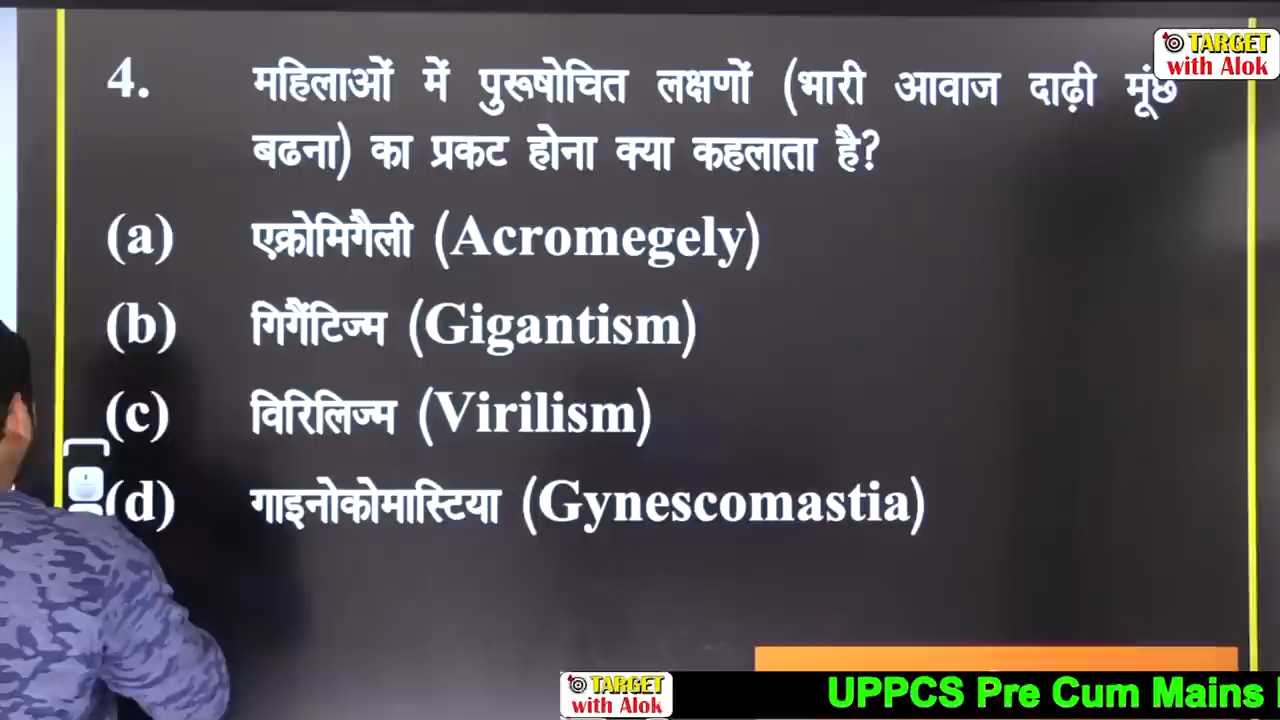 TARGET
with Alok
4. महिलाओं में पुरूषोचित लक्षणों (भारी आवाज दाढ़ी मूंछ
बढना) का प्रकट होना क्या कहलाता है?
(a) एक्रोमिगैली (Acromegely)
(b) गिगैंटिज्म (Gigantism)
(c) विरिलिज्म (Virilism)
(d) गाइनोकोमास्टिया (Gynescomastia)
TARGET
with Alok
UPPCS Pre Cum Mains